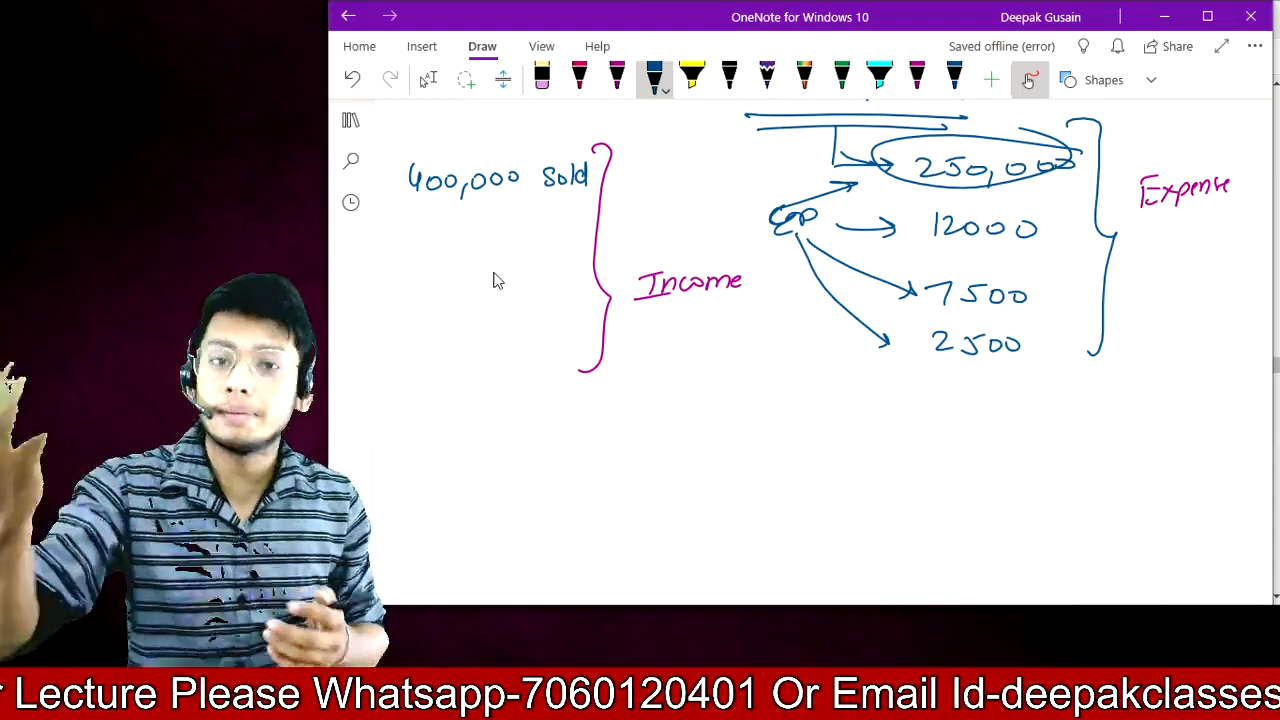 OneNote for Windows 10
Deepak Gusain
Home Insert Draw View Help
Saved offline (error)
Share
Shapes
400,000 sold
250,000
Expense
12000
Income
7500
2500
r Lecture Please Whatsapp-7060120401 Or Email Id-deepakclasses